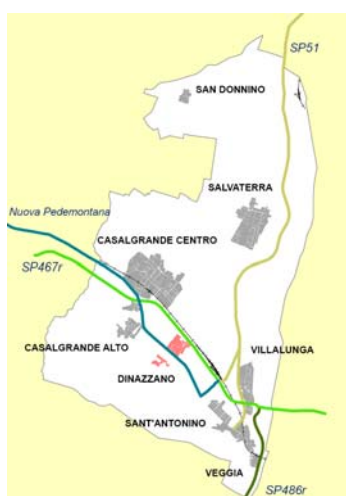 SP51
SAN DONNINO
SALVATERRA
Nuova Pedemontana
CASALGRANDE CENTRO
SP467r
CASALGRANDE ALTO
VILLALUNGA
DINAZZANO
SANT'ANTONINO
VEGGIA
SP486r